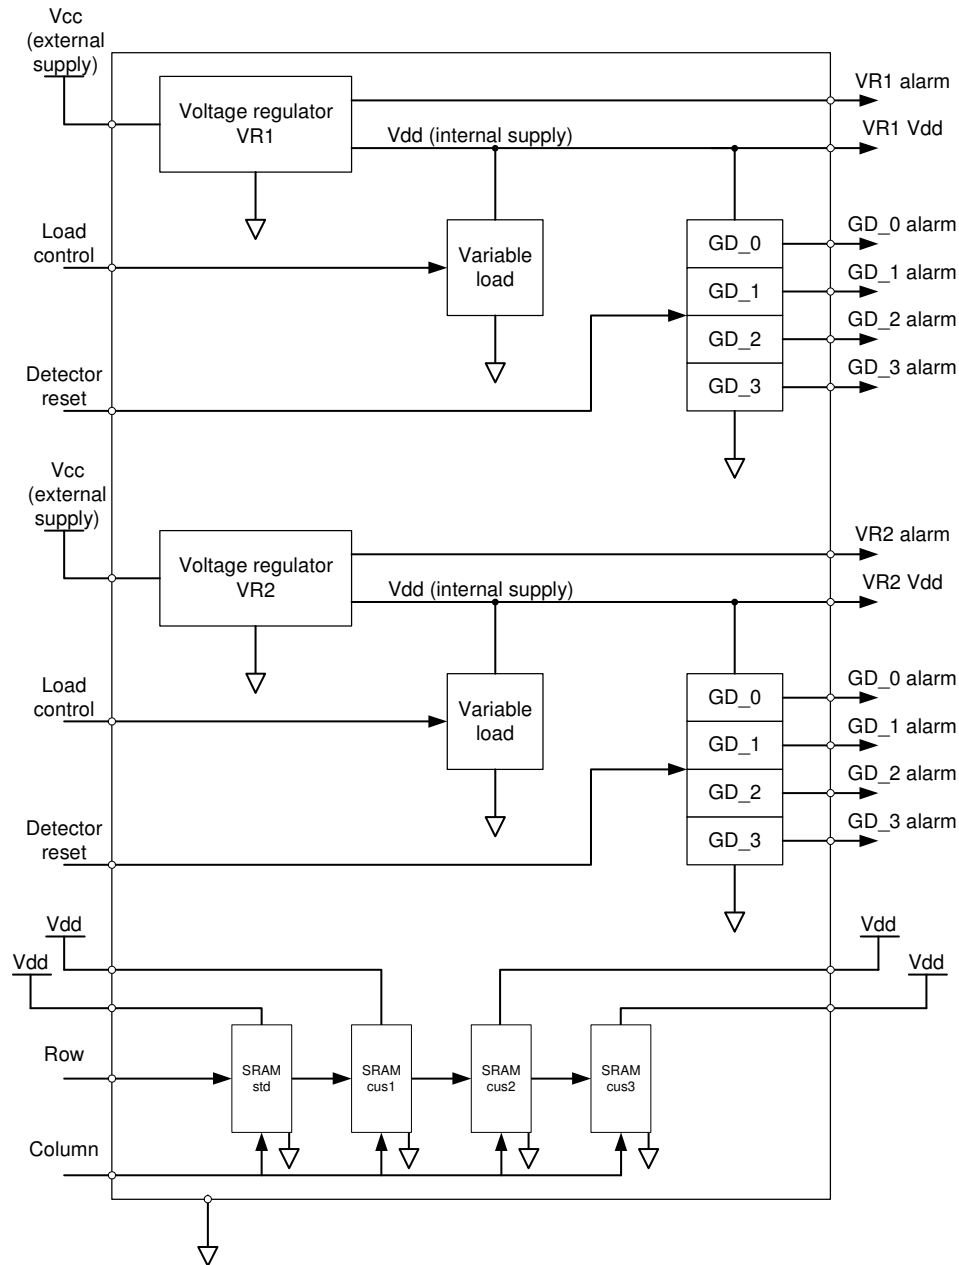 Vcc
(external
supply)
Voltage regulator
VR1
VR1 alarm
Vdd (internal supply)
VR1 Vdd
Load
control
Variable
load
GD_0
GD_1
GD_2
GD_3
GD_0 alarm
GD_1 alarm
GD_2 alarm
GD_3 alarm
Detector
reset
Vcc
(external
supply)
Voltage regulator
VR2
VR2 alarm
Vdd (internal supply)
VR2 Vdd
Load
control
Variable
load
GD_0
GD_1
GD_2
GD_3
GD_0 alarm
GD_1 alarm
GD_2 alarm
GD_3 alarm
Detector
reset
Vdd
Vdd
Vdd
Vdd
Row
SRAM
std
SRAM
cus1
SRAM
cus2
SRAM
cus3
Column